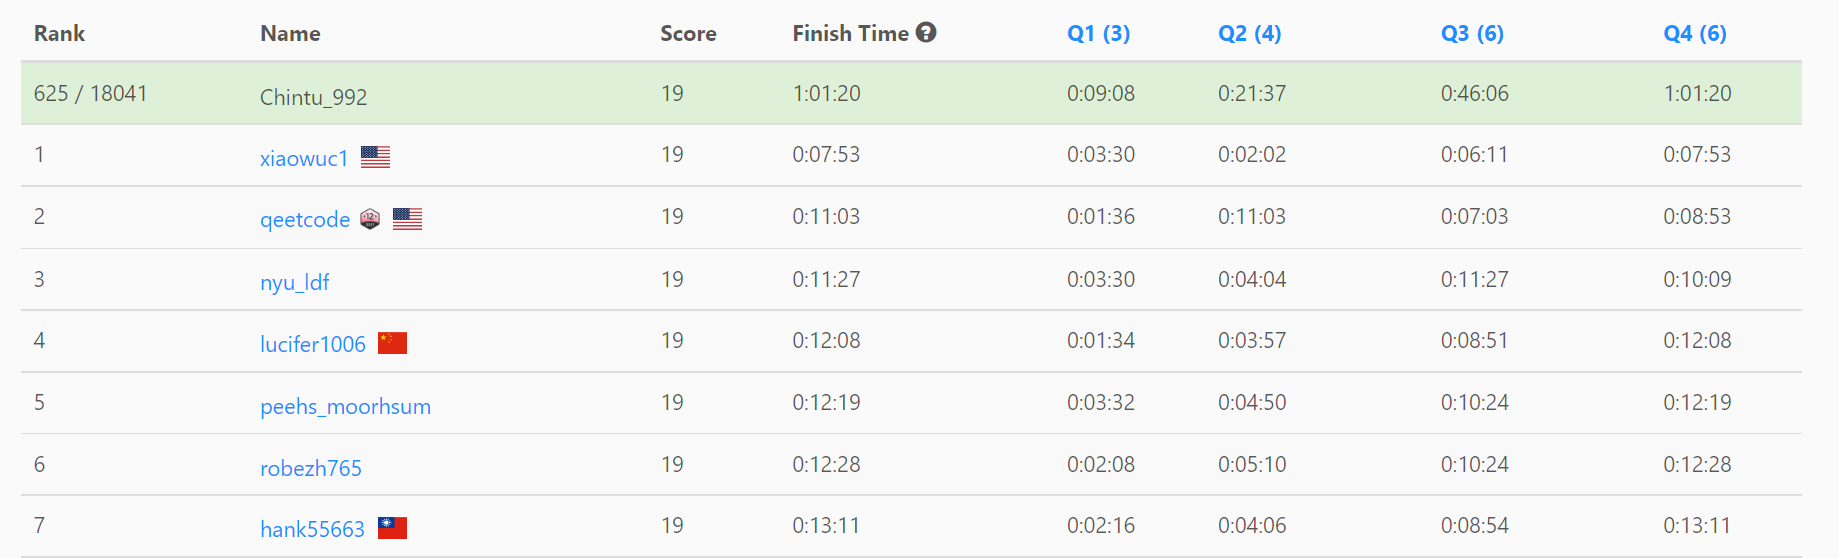 Rank Name Score Finish Time Q1 (3) Q2 (4) Q3 (6) Q4 (6)
625 / 18041 Chintu_992 19 1:01:20 0:09:08 0:21:37 0:46:06 1:01:20
1 xiaowuc1 19 0:07:53 0:03:30 0:02:02 0:06:11 0:07:53
2 qeetcode 12 19 0:11:03 0:01:36 0:11:03 0:07:03 0:08:53
3 nyu_ldf 19 0:11:27 0:03:30 0:04:04 0:11:27 0:10:09
4 lucifer1006 19 0:12:08 0:01:34 0:03:57 0:08:51 0:12:08
5 peehs_moorhsum 19 0:12:19 0:03:32 0:04:50 0:10:24 0:12:19
6 robezh765 19 0:12:28 0:02:08 0:05:10 0:10:24 0:12:28
7 hank55663 19 0:13:11 0:02:16 0:04:06 0:08:54 0:13:11